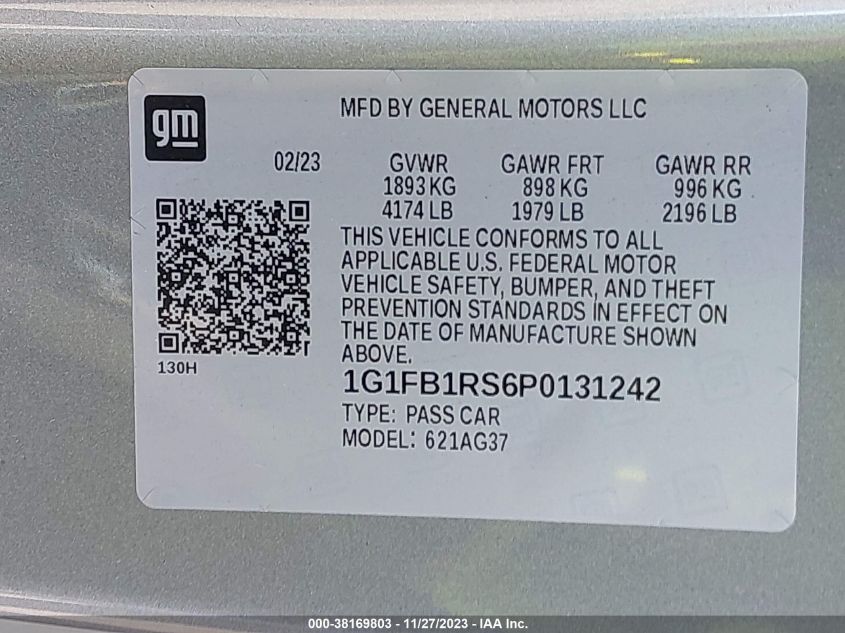 gm
MFD BY GENERAL MOTORS LLC
02/23 GVWR GAWR FRT GAWR RR
1893 KG 898 KG 996 KG
4174 LB 1979 LB 2196 LB
THIS VEHICLE CONFORMS TO ALL
APPLICABLE U.S. FEDERAL MOTOR
VEHICLE SAFETY, BUMPER, AND THEFT
PREVENTION STANDARDS IN EFFECT ON
THE DATE OF MANUFACTURE SHOWN
ABOVE.
130H
1G1FB1RS6P0131242
TYPE: PASS CAR
MODEL: 621AG37
000-38169803 - 11/27/2023 - IAA Inc.